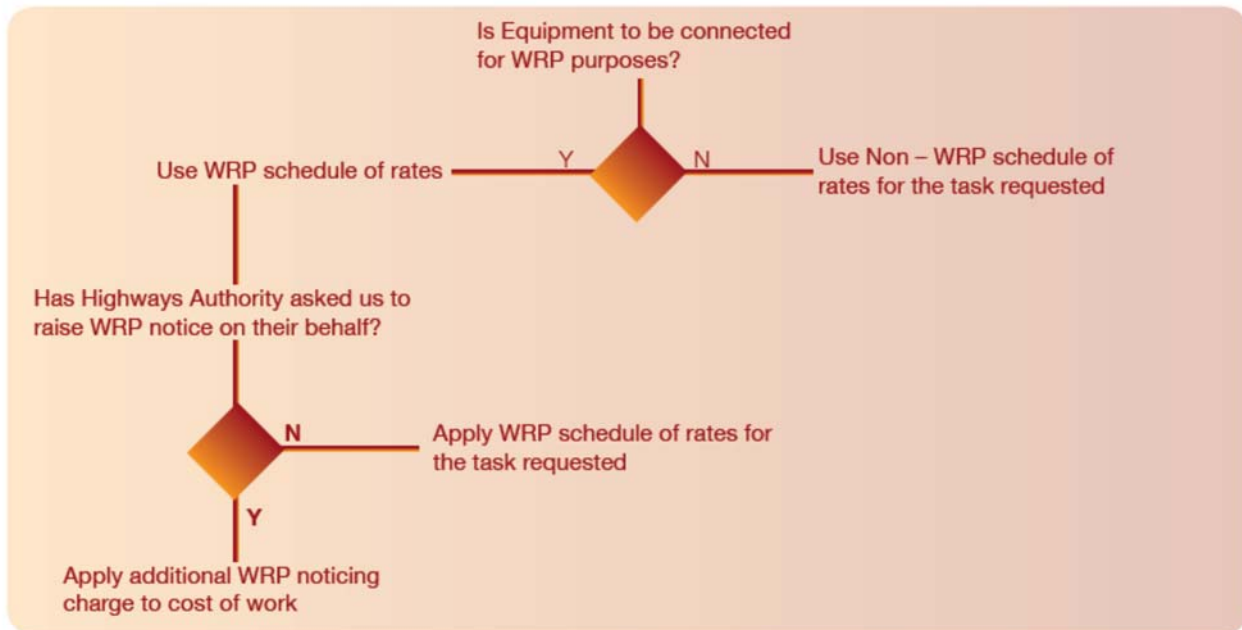 Is Equipment to be connected
for WRP purposes?
Y
N
Use WRP schedule of rates
Use Non – WRP schedule of
rates for the task requested
Has Highways Authority asked us to
raise WRP notice on their behalf?
N
Apply WRP schedule of rates for
the task requested
Y
Apply additional WRP noticing
charge to cost of work